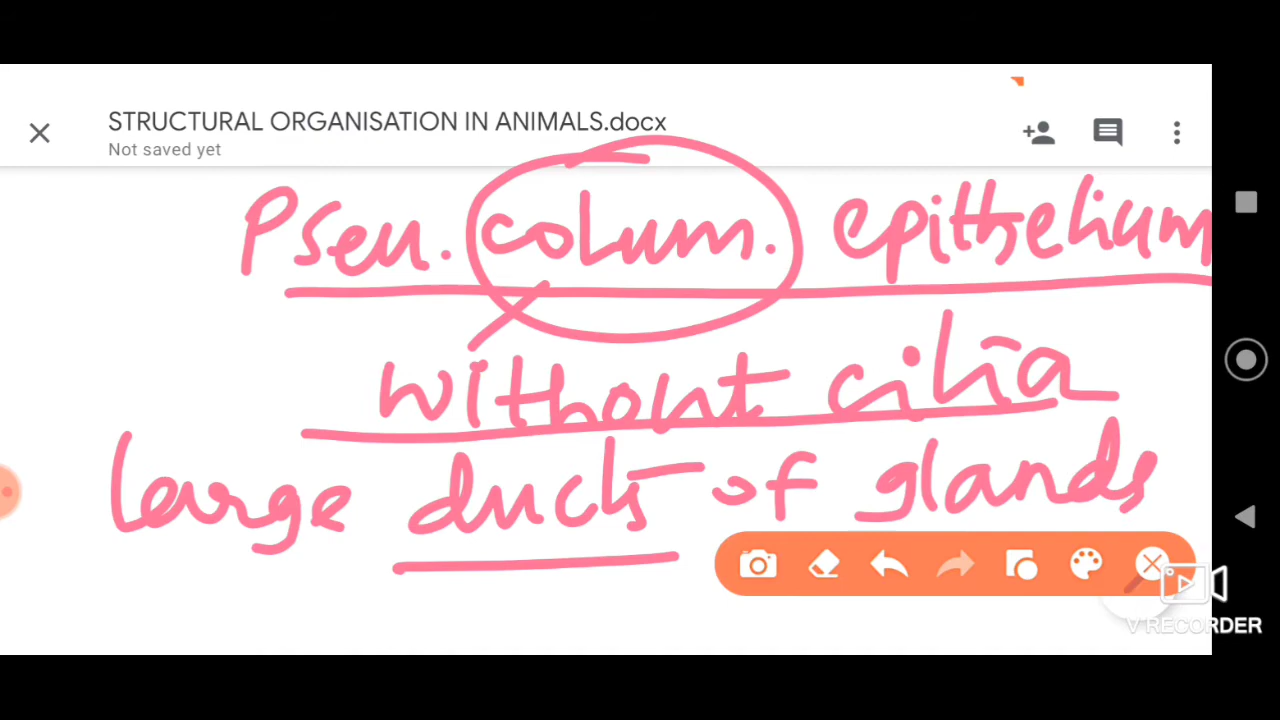 STRUCTURAL ORGANISATION IN ANIMALS.docx
Not saved yet
Pseu. colum. epithelium
without cilia
large ducts of glands
V RECORDER